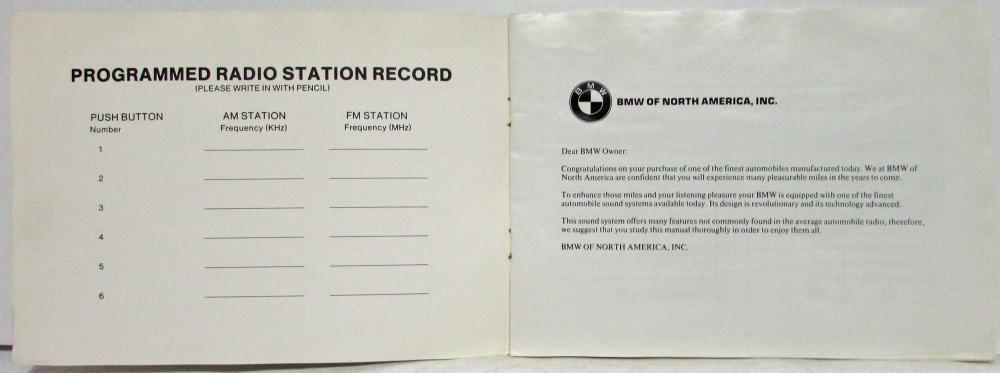 PROGRAMMED RADIO STATION RECORD
(PLEASE WRITE IN WITH PENCIL)
PUSH BUTTON AM STATION FM STATION
Number Frequency (KHz) Frequency (MHz)
1
2
3
4
5
6
BMW
BMW OF NORTH AMERICA, INC.
Dear BMW Owner:
Congratulations on your purchase of one of the finest automobiles manufactured today. We at BMW of
North America are confident that you will experience many pleasurable miles in the years to come.
To enhance those miles and your listening pleasure your BMW is equipped with one of the finest
automobile sound systems available today. Its design is revolutionary and its technology advanced.
This sound system offers many features not commonly found in the average automobile radio; therefore,
we suggest that you study this manual thoroughly in order to enjoy them all.
BMW OF NORTH AMERICA, INC.